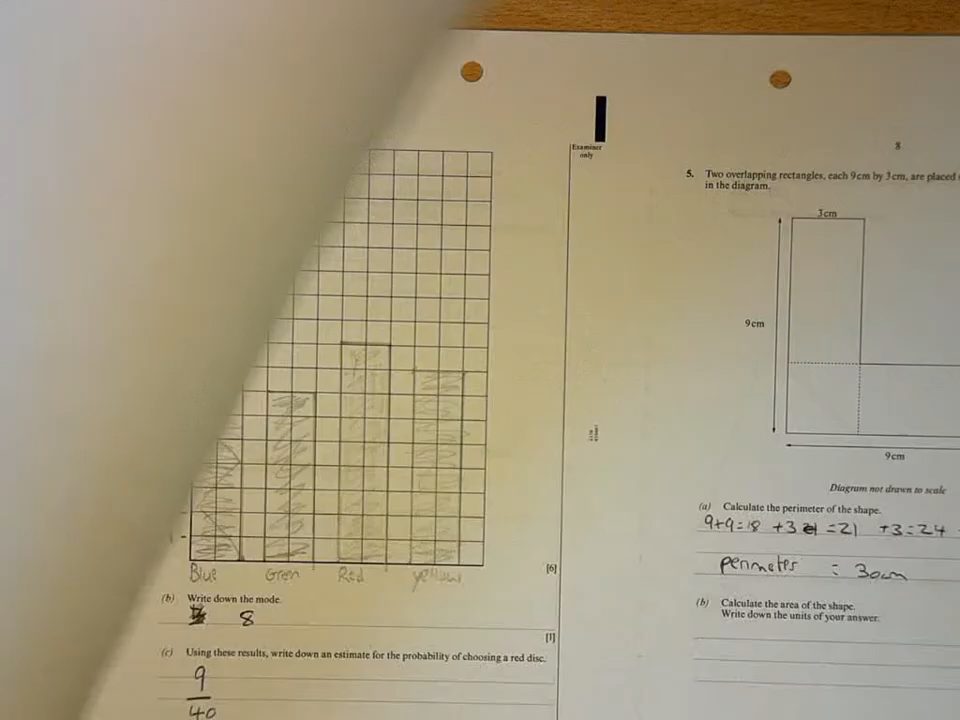 Examiner
only
Blue Green Red yellow
[6]
(b) Write down the mode.
8
[1]
(c) Using these results, write down an estimate for the probability of choosing a red disc.
9
40
8
5. Two overlapping rectangles, each 9cm by 3cm, are placed
in the diagram.
3cm
9cm
9cm
Diagram not drawn to scale
(a) Calculate the perimeter of the shape.
9+9=18 +3 =21 +3=24
perimeter = 30cm
(b) Calculate the area of the shape.
Write down the units of your answer.